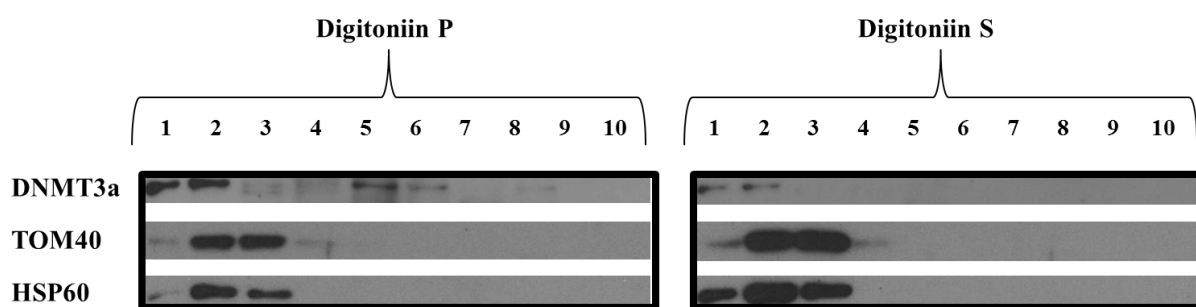 Digitoniin P Digitoniin S
1 2 3 4 5 6 7 8 9 10 1 2 3 4 5 6 7 8 9 10
DNMT3a
TOM40
HSP60